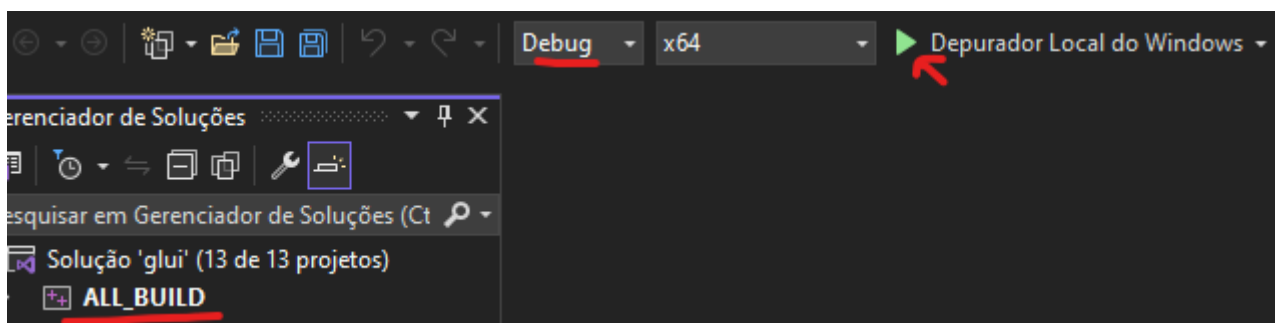 Debug x64 Depurador Local do Windows
erenciador de Soluções
esquisar em Gerenciador de Soluções (Ct
Solução 'glui' (13 de 13 projetos)
ALL_BUILD